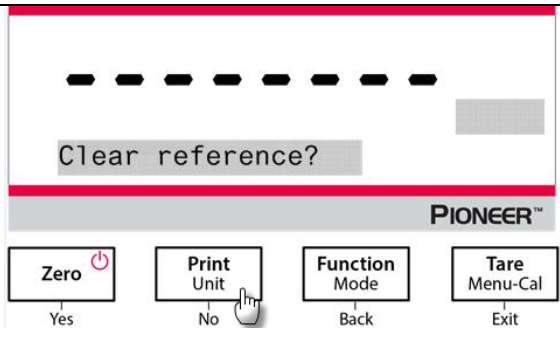 Clear reference?
PIONEER™
Zero Print Function Tare
Unit Mode Menu-Cal
Yes No Back Exit